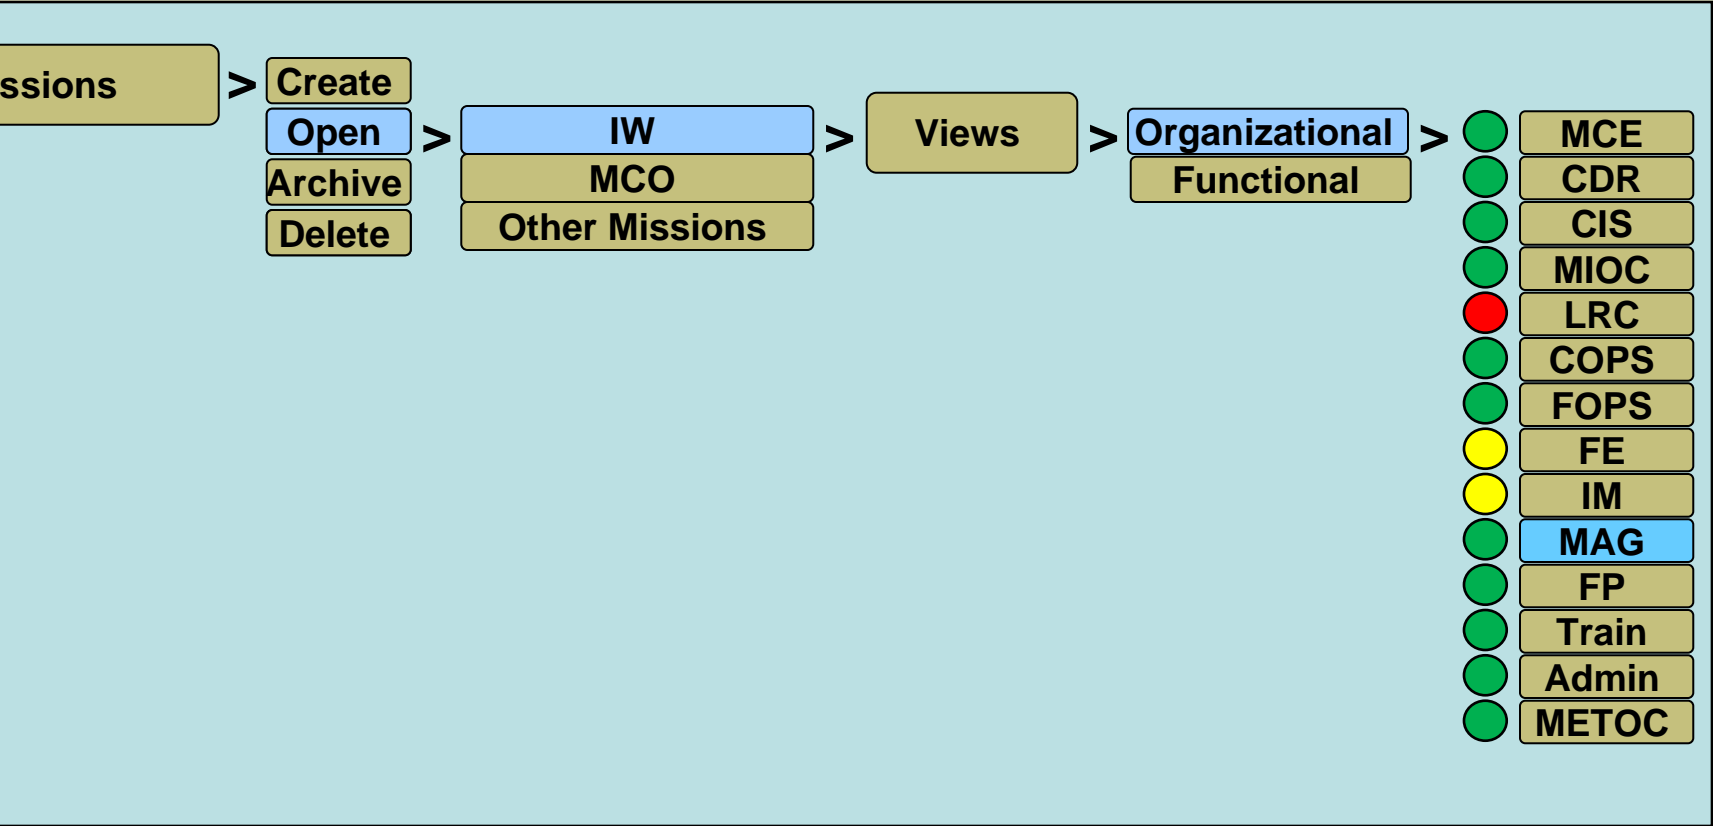 ssions
>
Create
Open
Archive
Delete
>
IW
MCO
Other Missions
>
Views
>
Organizational
Functional
>
MCE
CDR
CIS
MIOC
LRC
COPS
FOPS
FE
IM
MAG
FP
Train
Admin
METOC